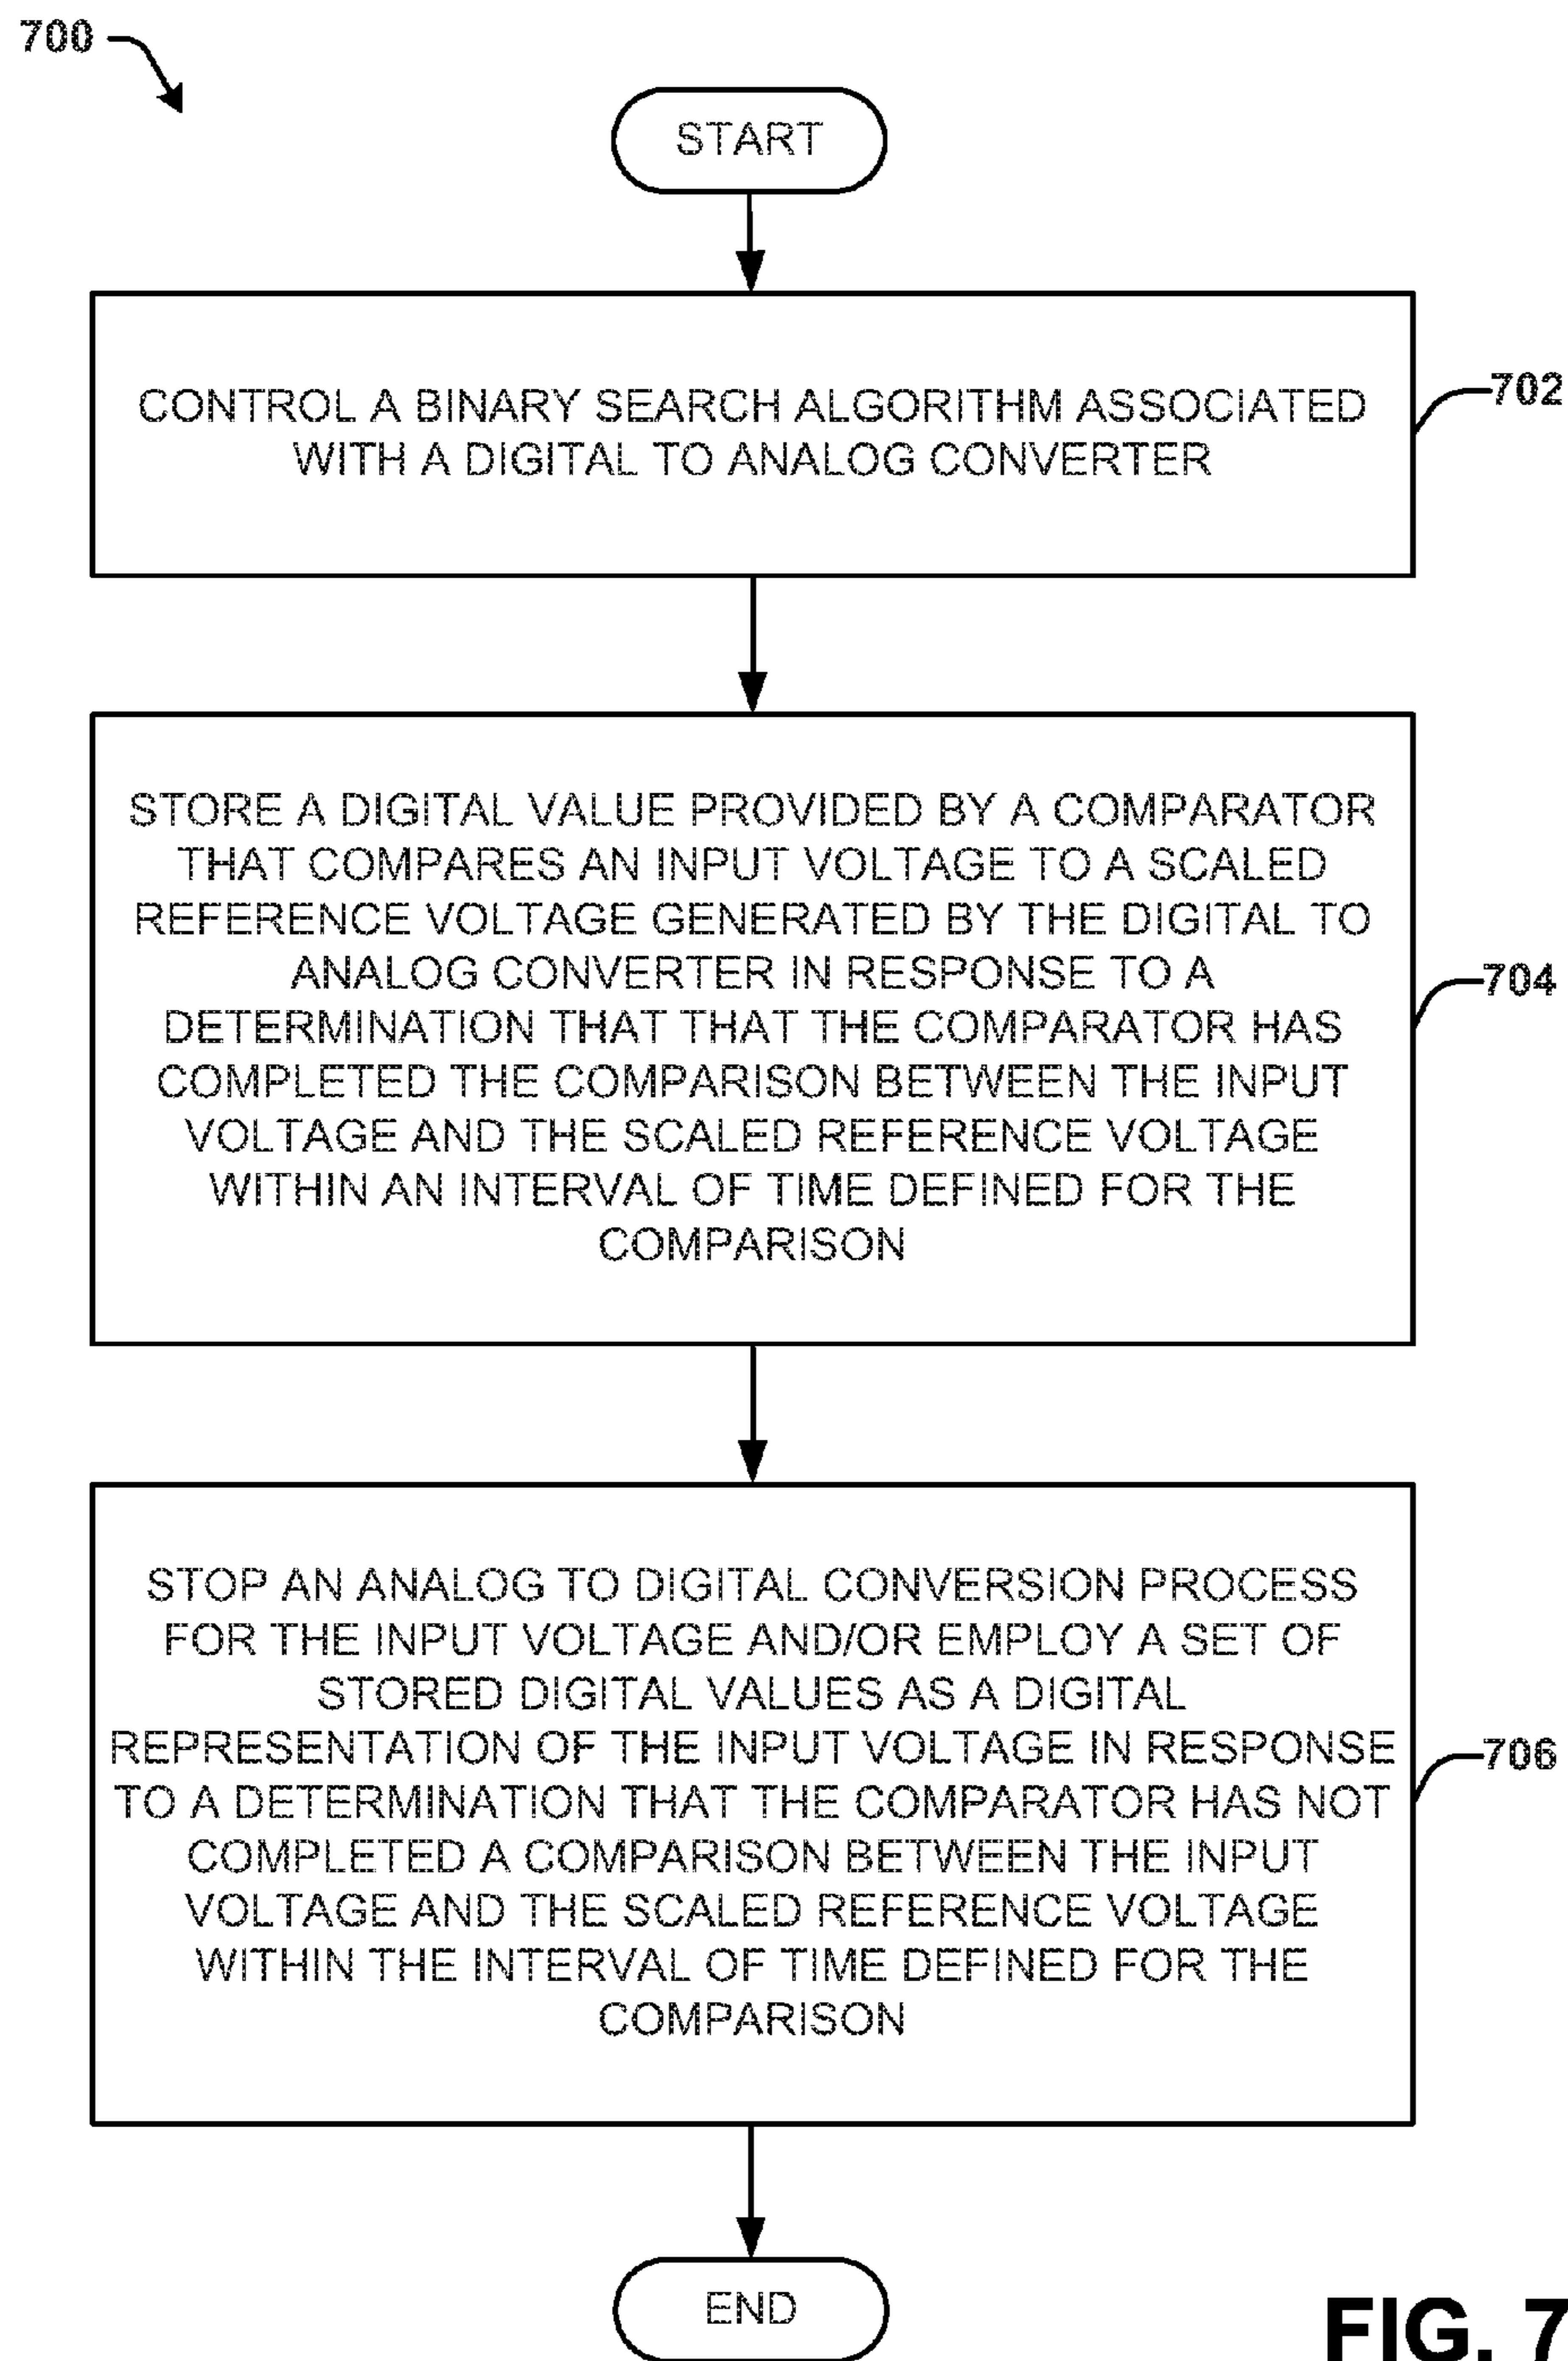 700
START
CONTROL A BINARY SEARCH ALGORITHM ASSOCIATED
WITH A DIGITAL TO ANALOG CONVERTER
702
STORE A DIGITAL VALUE PROVIDED BY A COMPARATOR
THAT COMPARES AN INPUT VOLTAGE TO A SCALED
REFERENCE VOLTAGE GENERATED BY THE DIGITAL TO
ANALOG CONVERTER IN RESPONSE TO A
DETERMINATION THAT THAT THE COMPARATOR HAS
COMPLETED THE COMPARISON BETWEEN THE INPUT
VOLTAGE AND THE SCALED REFERENCE VOLTAGE
WITHIN AN INTERVAL OF TIME DEFINED FOR THE
COMPARISON
704
STOP AN ANALOG TO DIGITAL CONVERSION PROCESS
FOR THE INPUT VOLTAGE AND/OR EMPLOY A SET OF
STORED DIGITAL VALUES AS A DIGITAL
REPRESENTATION OF THE INPUT VOLTAGE IN RESPONSE
TO A DETERMINATION THAT THE COMPARATOR HAS NOT
COMPLETED A COMPARISON BETWEEN THE INPUT
VOLTAGE AND THE SCALED REFERENCE VOLTAGE
WITHIN THE INTERVAL OF TIME DEFINED FOR THE
COMPARISON
706
END
FIG. 7